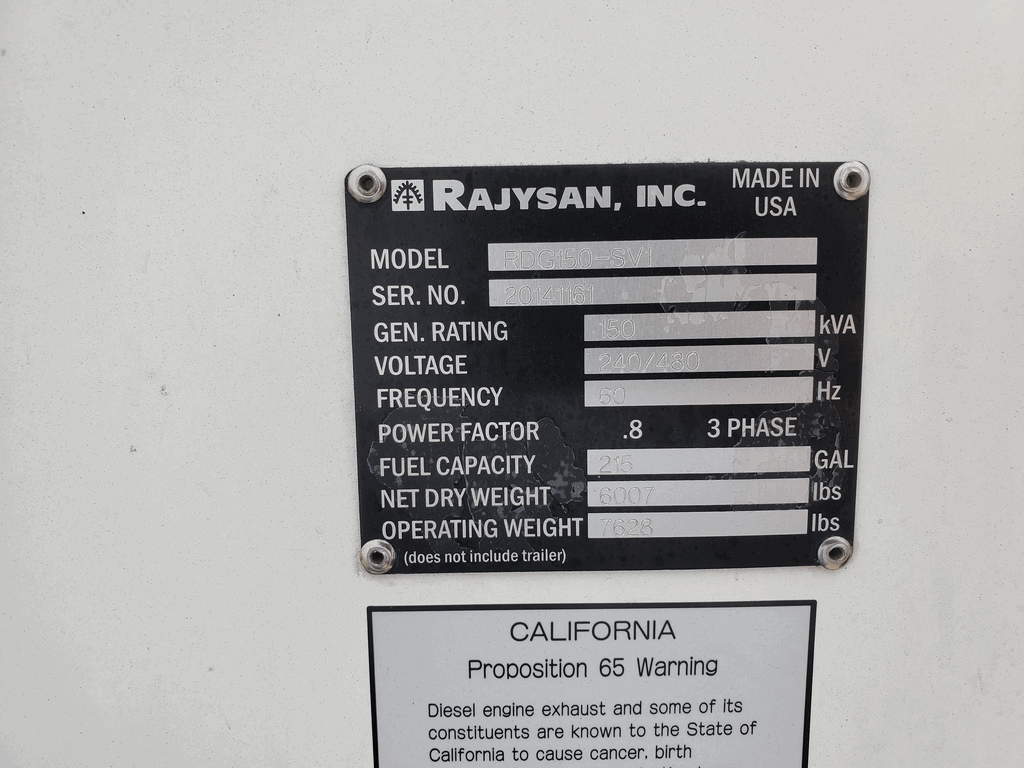 RAJYSAN, INC. MADE IN USA
MODEL RDG150-SV1
SER. NO. 20141161
GEN. RATING 150 kVA
VOLTAGE 240/480 V
FREQUENCY 60 Hz
POWER FACTOR .8 3 PHASE
FUEL CAPACITY 215 GAL
NET DRY WEIGHT 6007 lbs
OPERATING WEIGHT 7628 lbs
(does not include trailer)
CALIFORNIA
Proposition 65 Warning
Diesel engine exhaust and some of its
constituents are known to the State of
California to cause cancer, birth